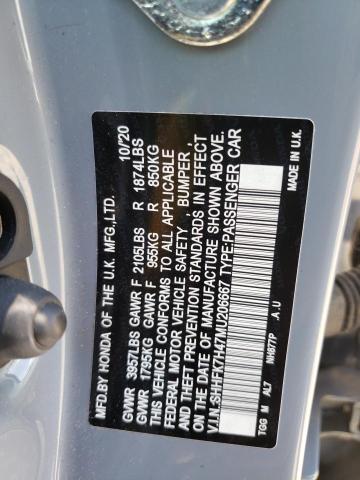 MFD.BY HONDA OF THE U.K. MFG.,LTD. 10/20
GVWR 3957LBS GAWR F 2105LBS R 1874LBS
GVWR 1795KG GAWR F 955KG R 850KG
THIS VEHICLE CONFORMS TO ALL APPLICABLE
FEDERAL MOTOR VEHICLE SAFETY , BUMPER ,
AND THEFT PREVENTION STANDARDS IN EFFECT
ON THE DATE OF MANUFACTURE SHOWN ABOVE.
V.I.N.:SHHFK7H47MU206667 TYPE:PASSENGER CAR
TGG M ALT NH877P .A U MADE IN U.K.